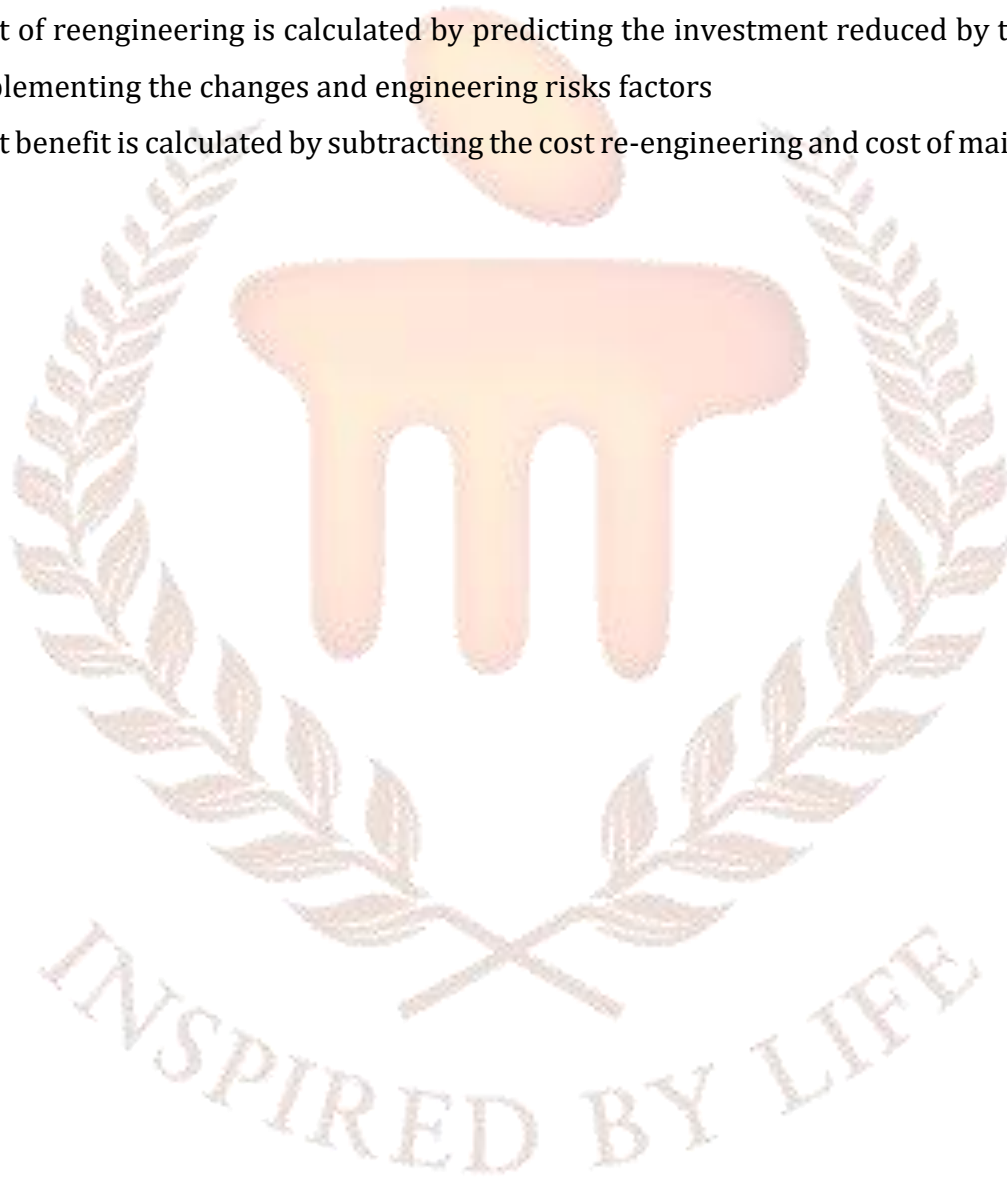 t of reengineering is calculated by predicting the investment reduced by t
plementing the changes and engineering risks factors
t benefit is calculated by subtracting the cost re-engineering and cost of mai
INSPIRED BY LIFE